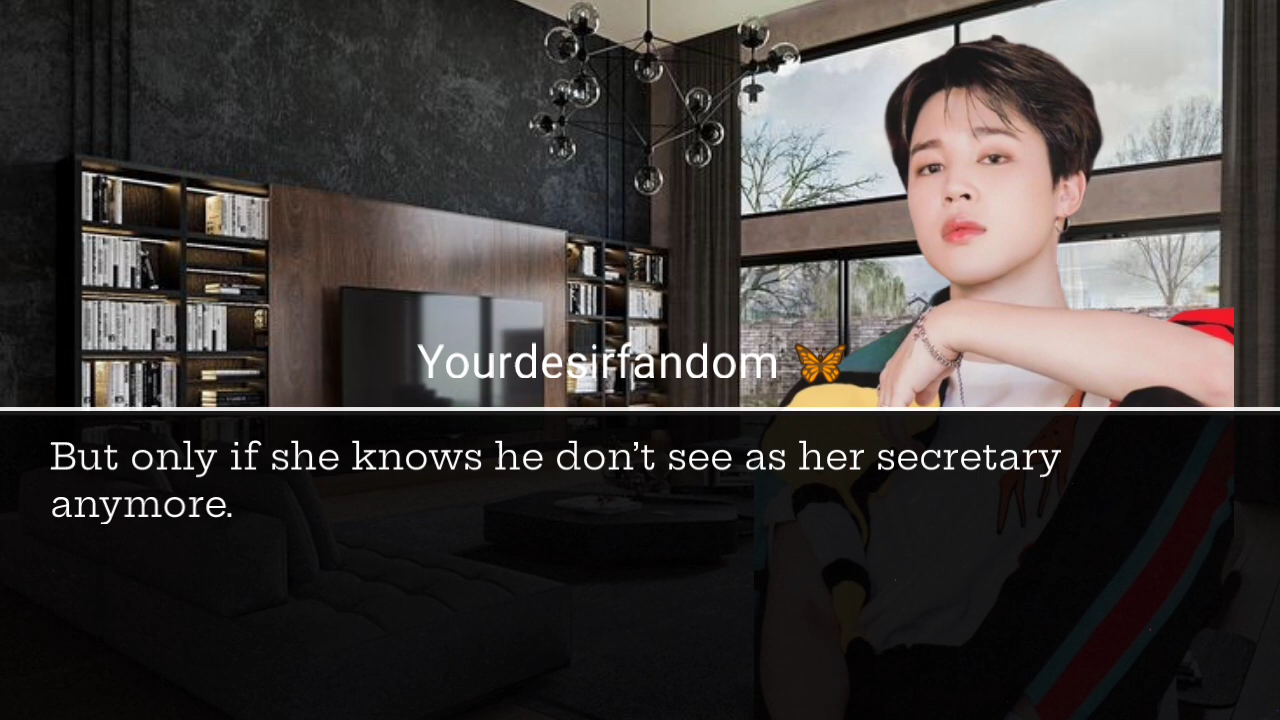 Yourdesirfandom 🦋
But only if she knows he don't see as her secretary
anymore.